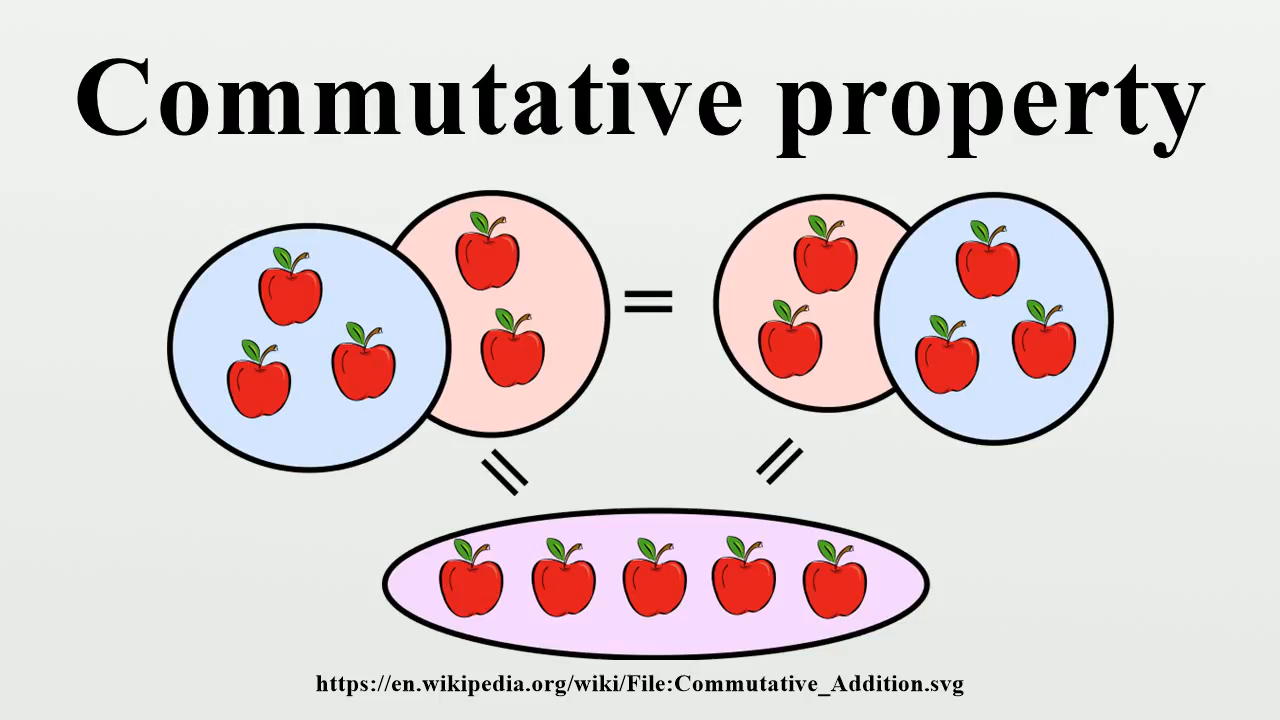 Commutative property
=
=
=
https://en.wikipedia.org/wiki/File:Commutative_Addition.svg